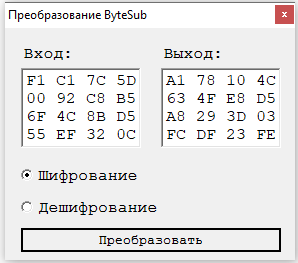 Преобразование ByteSub
x
Вход:
F1 C1 7C 5D
00 92 C8 B5
6F 4C 8B D5
55 EF 32 0C
Выход:
A1 78 10 4C
63 4F E8 D5
A8 29 3D 03
FC DF 23 FE
Шифрование
Дешифрование
Преобразовать